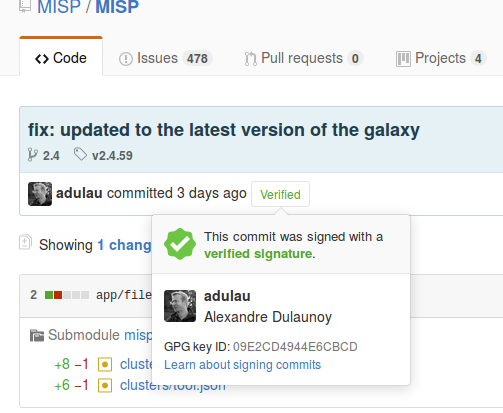 MISP / MISP
Code Issues 478 Pull requests 0 Projects 4
fix: updated to the latest version of the galaxy
2.4 v2.4.59
adulau committed 3 days ago Verified
This commit was signed with a
verified signature.
Showing 1 chang
adulau
Alexandre Dulaunoy
2 app/file
GPG key ID: 09E2CD4944E6CBCD
Submodule misp
Learn about signing commits
+8 −1 cluste
+6 −1 clusters/tool.json